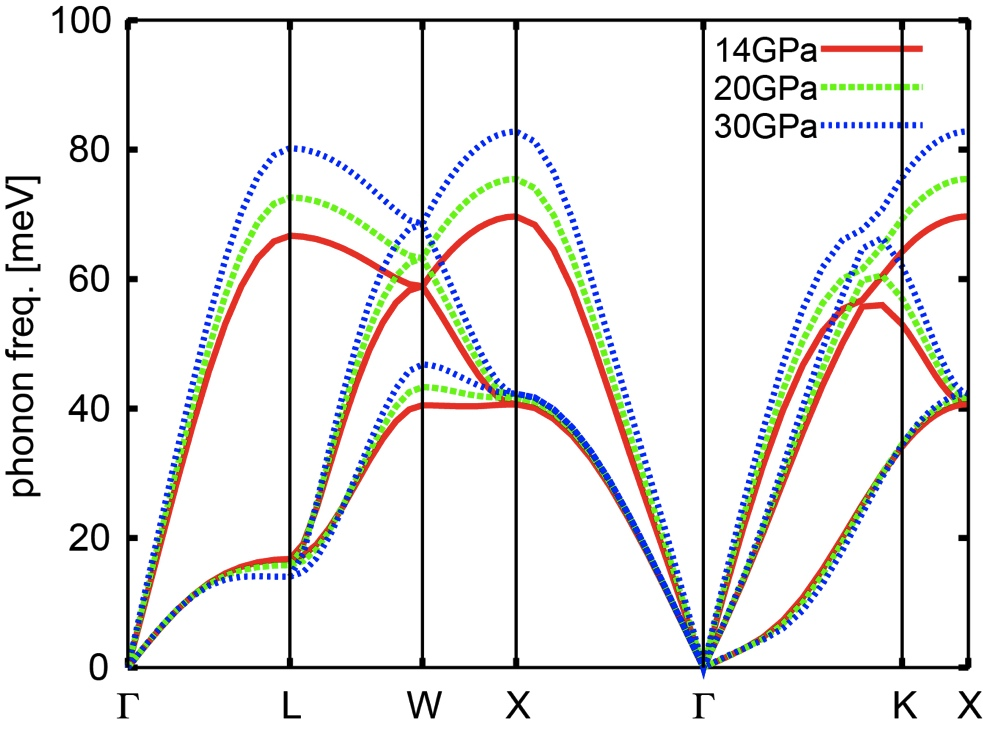 100
80
60
40
20
0
phonon freq. [meV]
14GPa
20GPa
30GPa
Γ L W X Γ K X